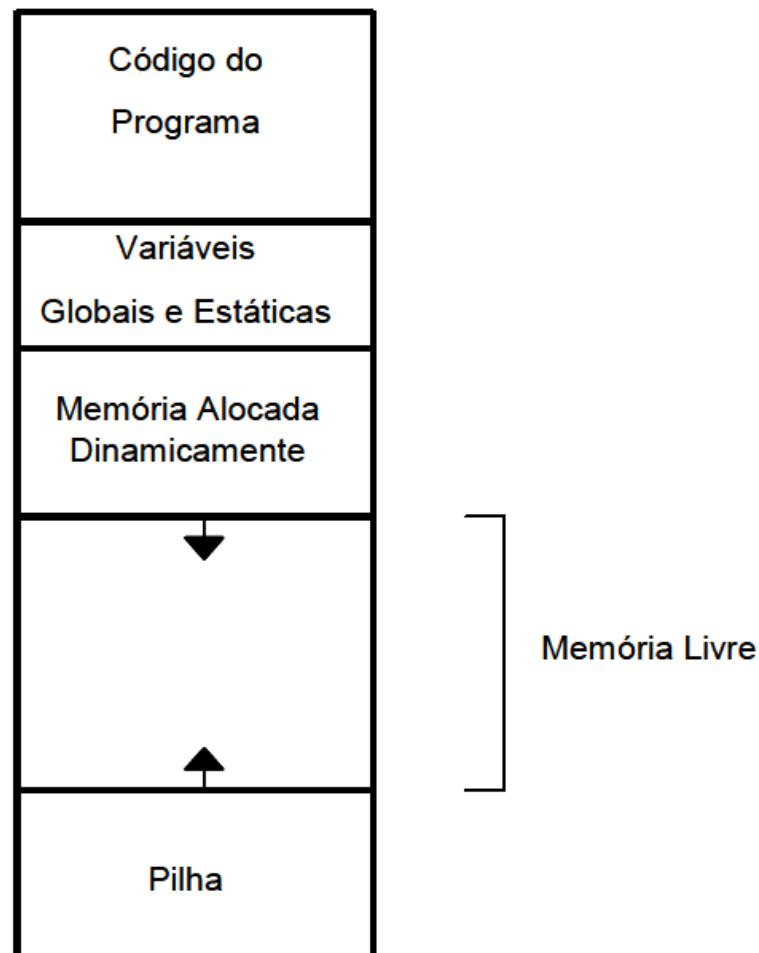 Código do
Programa
Variáveis
Globais e Estáticas
Memória Alocada
Dinamicamente
Memória Livre
Pilha